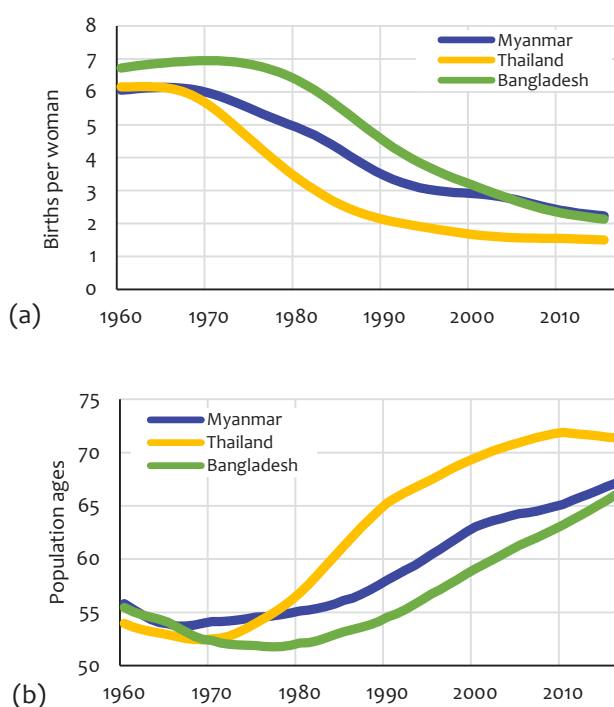 8
7
6
5
4
3
2
1
0
Births per woman
Myanmar
Thailand
Bangladesh
(a)
1960 1970 1980 1990 2000 2010
75
70
65
60
55
50
Population ages
Myanmar
Thailand
Bangladesh
(b)
1960 1970 1980 1990 2000 2010